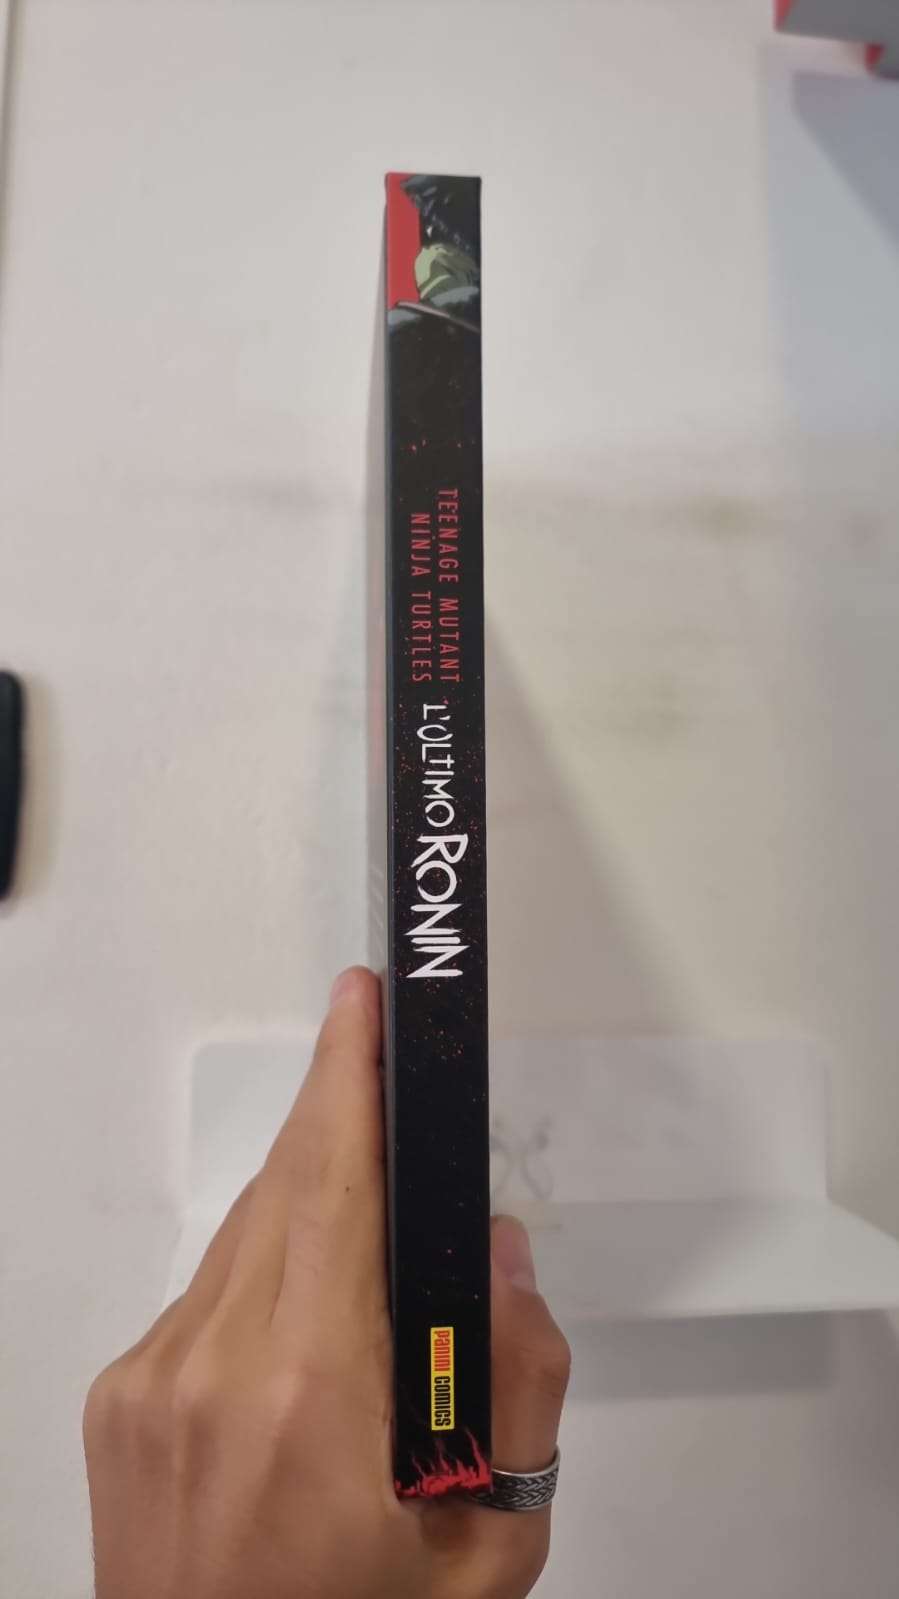 TEENAGE MUTANT
NINJA TURTLES
L'ULTIMO RONIN
PANINI COMICS